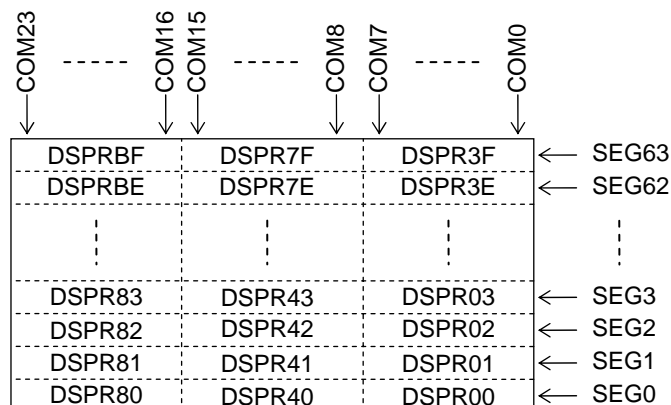 COM23 COM16 COM15 COM8 COM7 COM0
DSPRBF DSPR7F DSPR3F SEG63
DSPRBE DSPR7E DSPR3E SEG62
DSPR83 DSPR43 DSPR03 SEG3
DSPR82 DSPR42 DSPR02 SEG2
DSPR81 DSPR41 DSPR01 SEG1
DSPR80 DSPR40 DSPR00 SEG0